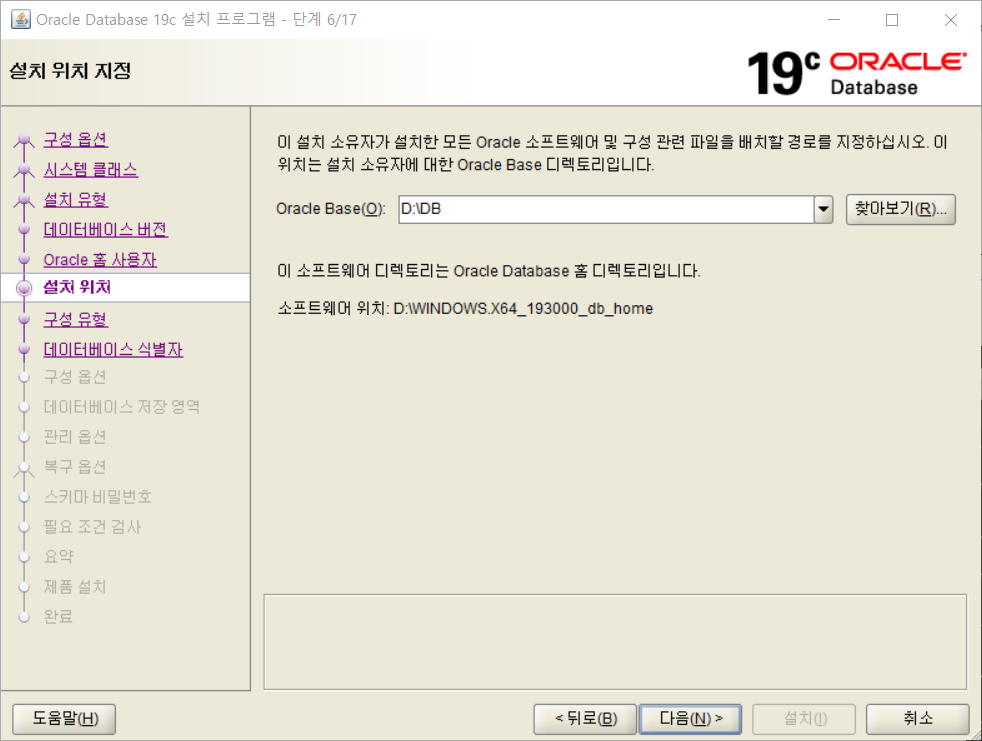 Oracle Database 19c 설치 프로그램 - 단계 6/17
설치 위치 지정
19c ORACLE
Database
구성 옵션
시스템 클래스
설치 유형
데이터베이스 버전
Oracle 홈 사용자
설치 위치
구성 유형
데이터베이스 식별자
구성 옵션
데이터베이스 저장 영역
관리 옵션
복구 옵션
스키마 비밀번호
필요 조건 검사
요약
제품 설치
완료
이 설치 소유자가 설치한 모든 Oracle 소프트웨어 및 구성 관련 파일을 배치할 경로를 지정하십시오. 이
위치는 설치 소유자에 대한 Oracle Base 디렉토리입니다.
Oracle Base(O): D:\DB 찾아보기(R)...
이 소프트웨어 디렉토리는 Oracle Database 홈 디렉토리입니다.
소프트웨어 위치: D:\WINDOWS.X64_193000_db_home
도움말(H) < 뒤로(B) 다음(N) > 설치(I) 취소